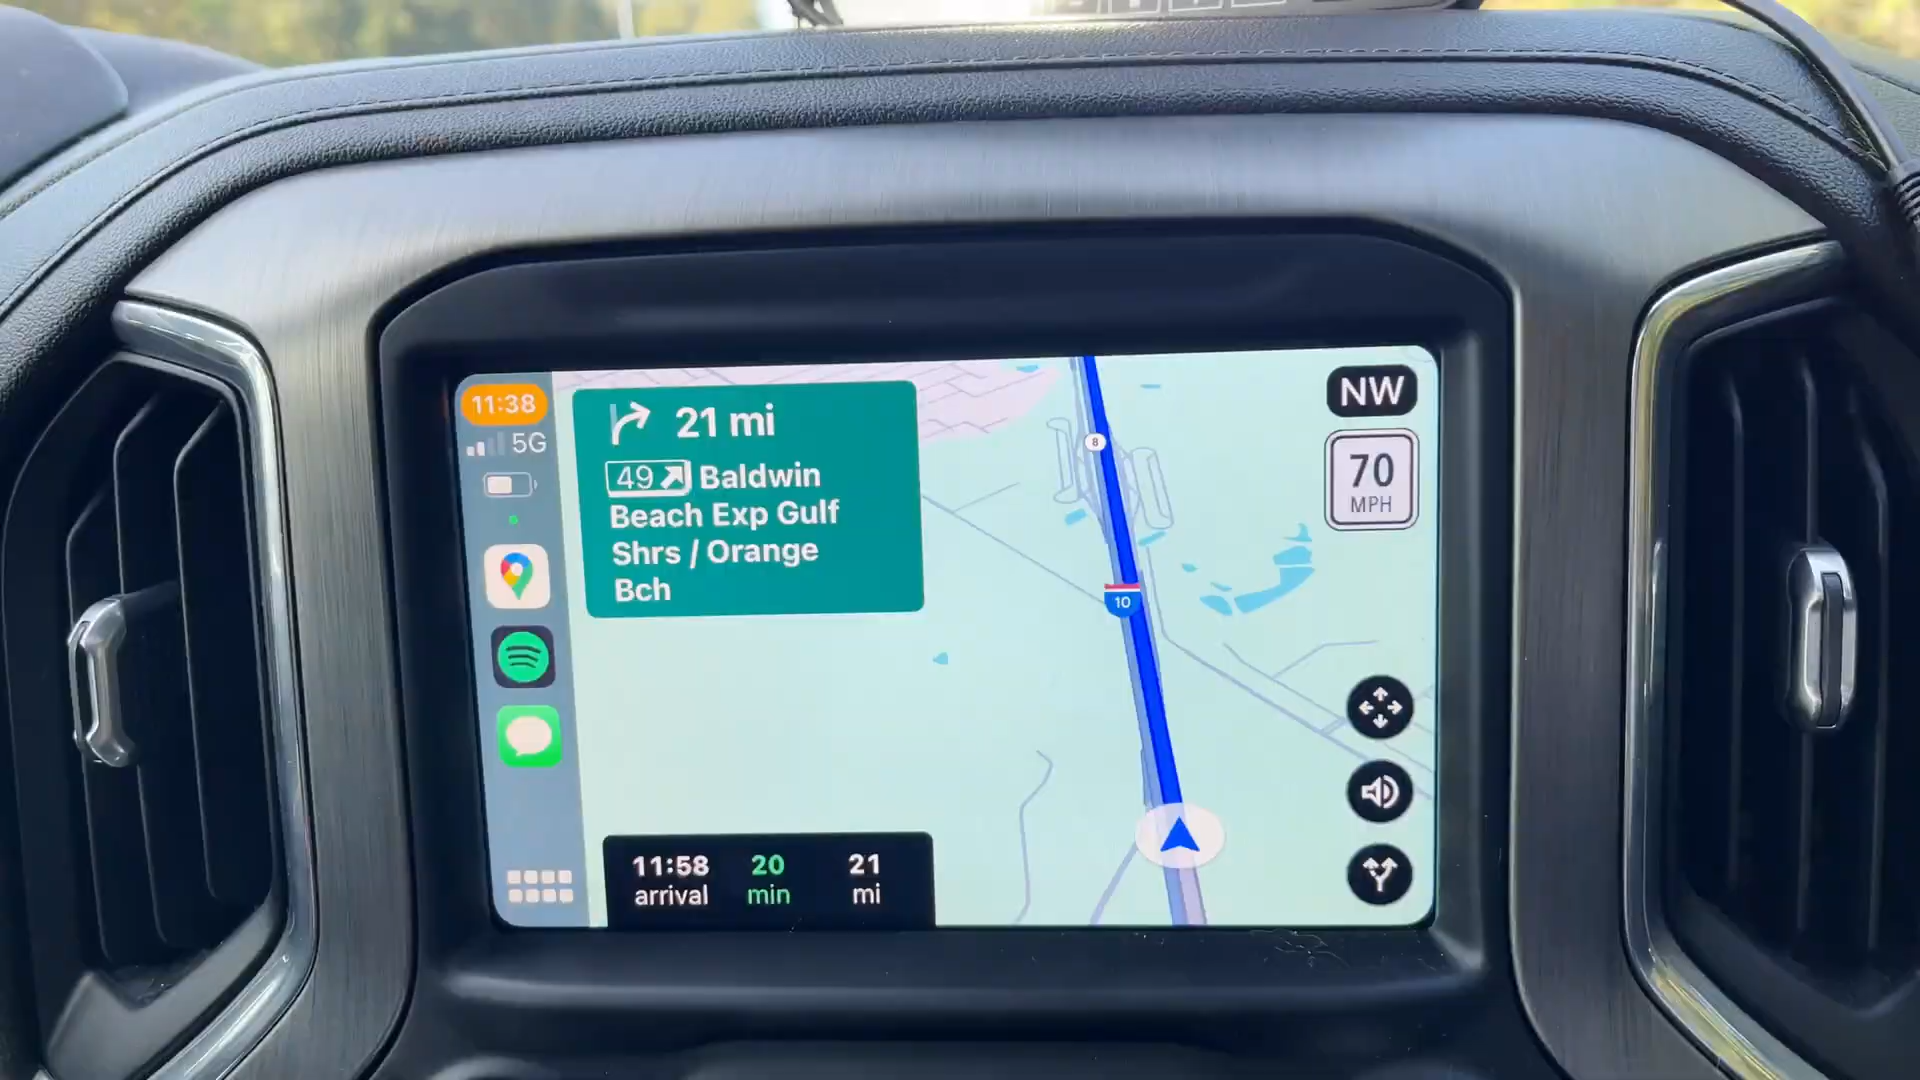 11:38
5G
21 mi
49 Baldwin
Beach Exp Gulf
Shrs / Orange
Bch
8
10
NW
70
MPH
11:58 20 21
arrival min mi